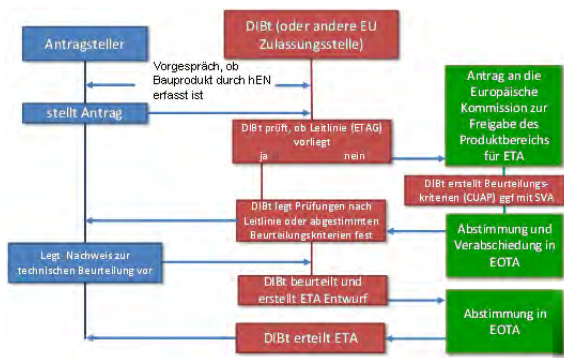 Antragsteller
DIBt (oder andere EU
Zulassungsstelle)
Vorgespräch, ob
Bauprodukt durch hEN
erfasst ist
stellt Antrag
DIBt prüft, ob Leitlinie (ETAG)
vorliegt
ja nein
Antrag an die
Europäische
Kommission zur
Freigabe des
Produktbereichs
für ETA
DIBt erstellt Beurteilungs-
kriterien (CUAP) ggf mit SVA
DIBt legt Prüfungen nach
Leitlinie oder abgestimmten
Beurteilungskriterien fest
Abstimmung und
Verabschiedung in
EOTA
Legt Nachweis zur
technischen Beurteilung vor
DIBt beurteilt und
erstellt ETA Entwurf
Abstimmung in
EOTA
DIBt erteilt ETA